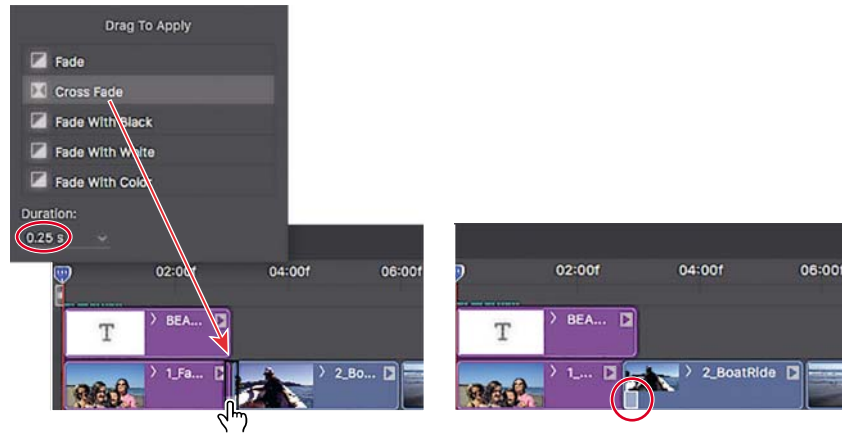 Drag To Apply
Fade
Cross Fade
Fade With Black
Fade With White
Fade With Color
Duration:
0.25 s
02:00f 04:00f 06:00f
T BEA...
1_Fa... 2_Bo...
02:00f 04:00f 06:00f
T BEA...
1_... 2_BoatRide